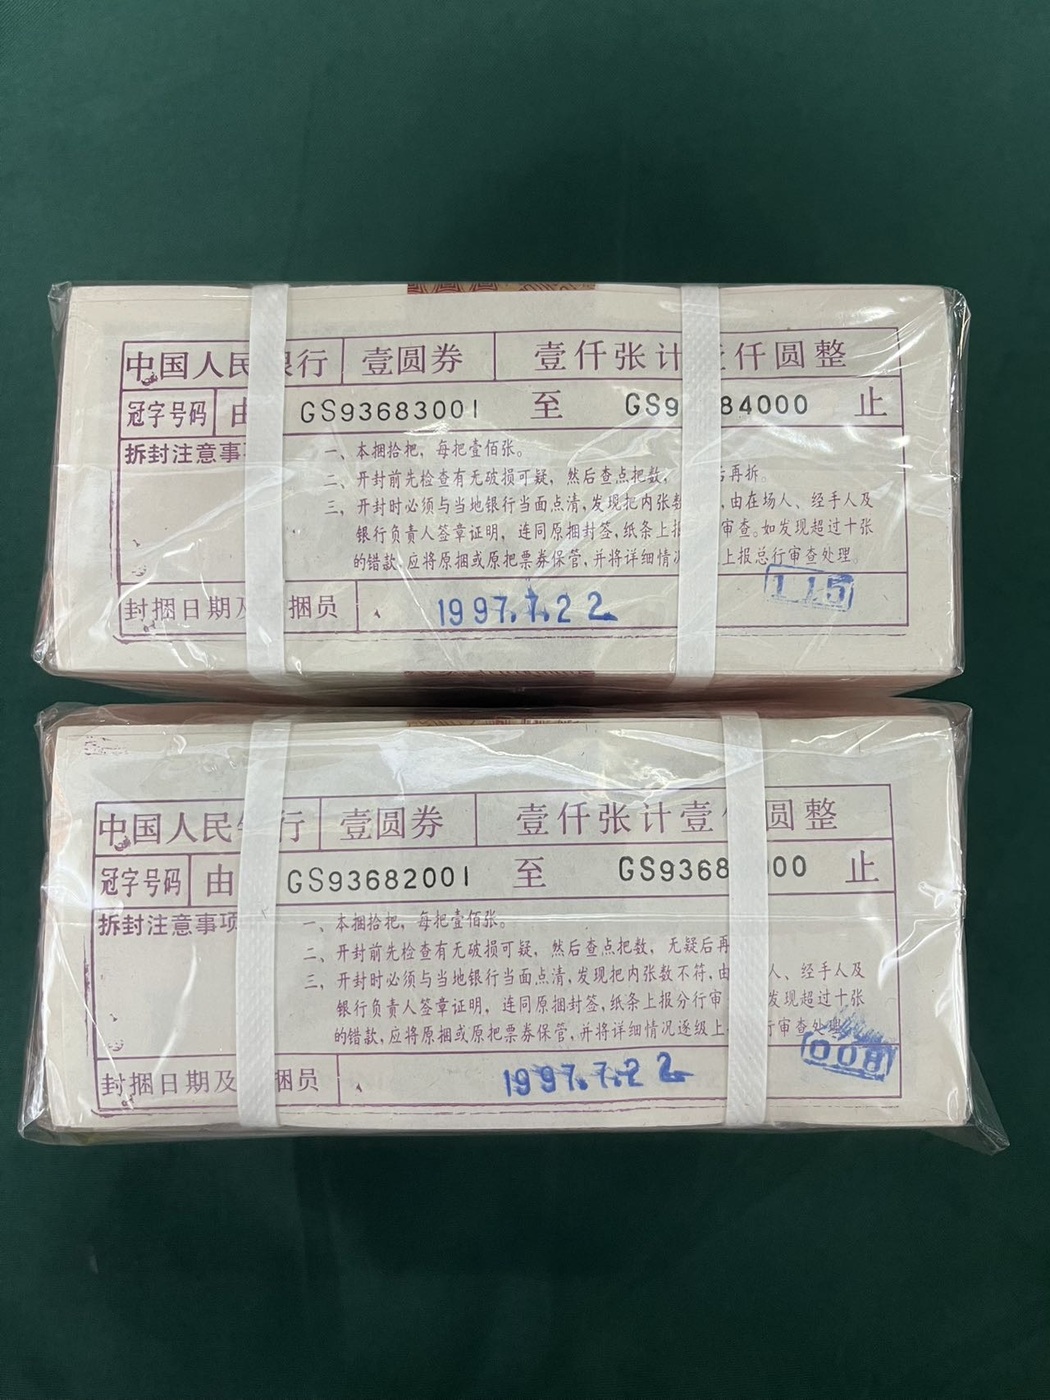 中国人民银行 壹圆券 壹仟张计壹仟圆整
冠字号码 由 GS93683001 至 GS9 84000 止
拆封注意事
一、本捆拾把，每把壹佰张。
二、开封前先检查有无破损可疑，然后查点把数， 后再拆。
三、开封时必须与当地银行当面点清，发现把内张数 ，由在场人、经手人及
银行负责人签章证明，连同原捆封签，纸条上报 审查。如发现超过十张
的错款，应将原捆或原把票券保管，并将详细情况 上报总行审查处理。
封捆日期及 捆员 1997.7.22 115
中国人民 行 壹圆券 壹仟张计壹 圆整
冠字号码 由 GS93682001 至 GS9368 000 止
拆封注意事项
一、本捆拾把，每把壹佰张。
二、开封前先检查有无破损可疑，然后查点把数，无疑后再
三、开封时必须与当地银行当面点清，发现把内张数不符，由 人、经手人及
银行负责人签章证明，连同原捆封签，纸条上报分行审 发现超过十张
的错款，应将原捆或原把票券保管，并将详细情况逐级上 行审查处理
封捆日期及 捆员 1997.7.22 008